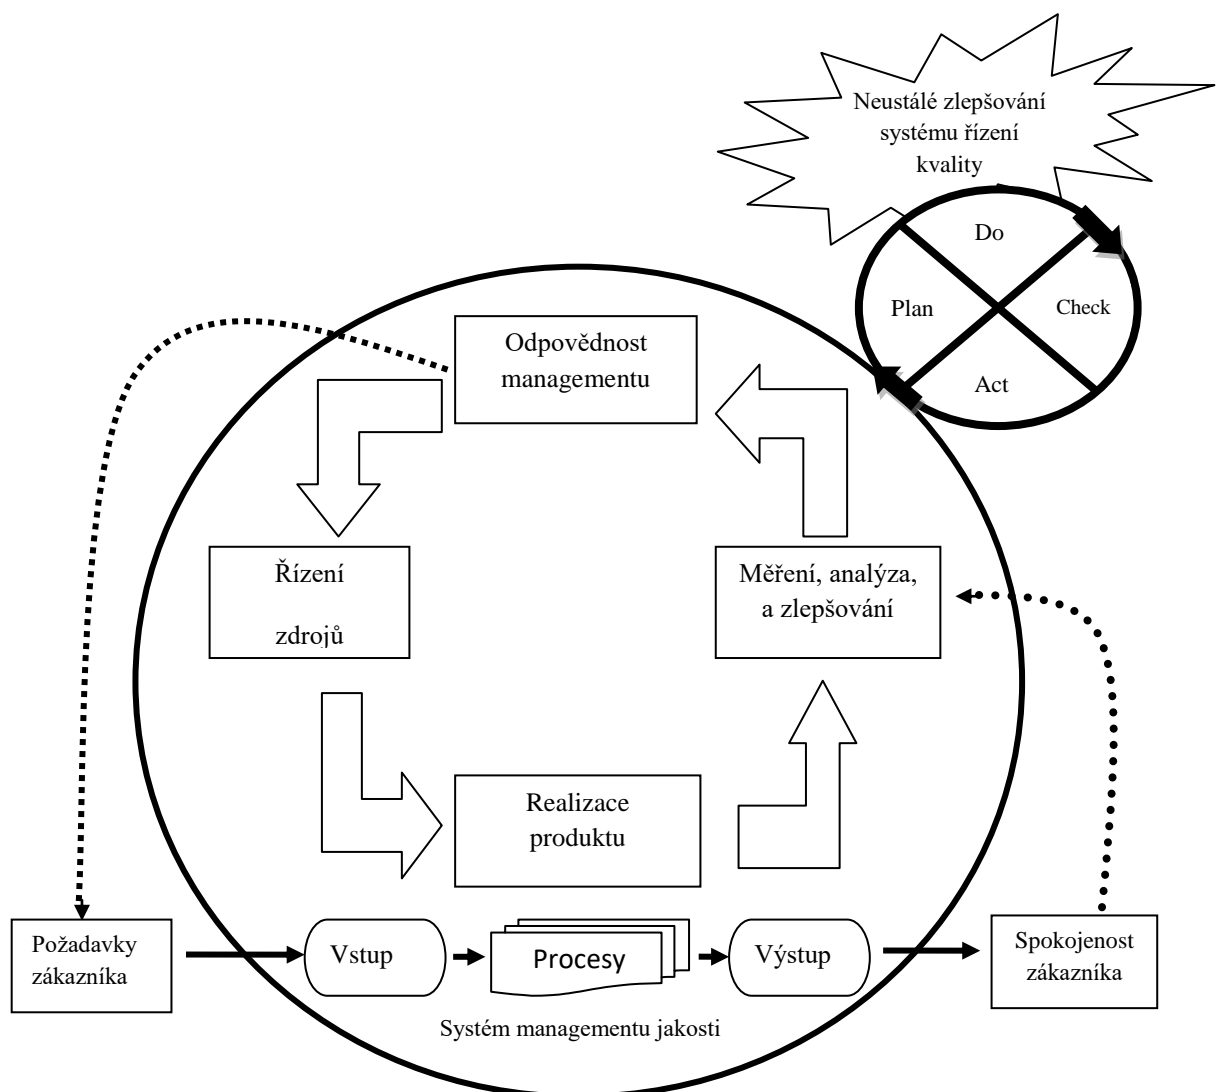 Neustálé zlepšování
systému řízení
kvality
Do
Plan
Check
Act
Odpovědnost
managementu
Řízení
zdrojů
Měření, analýza,
a zlepšování
Realizace
produktu
Požadavky
zákazníka
Vstup
Procesy
Výstup
Spokojenost
zákazníka
Systém managementu jakosti